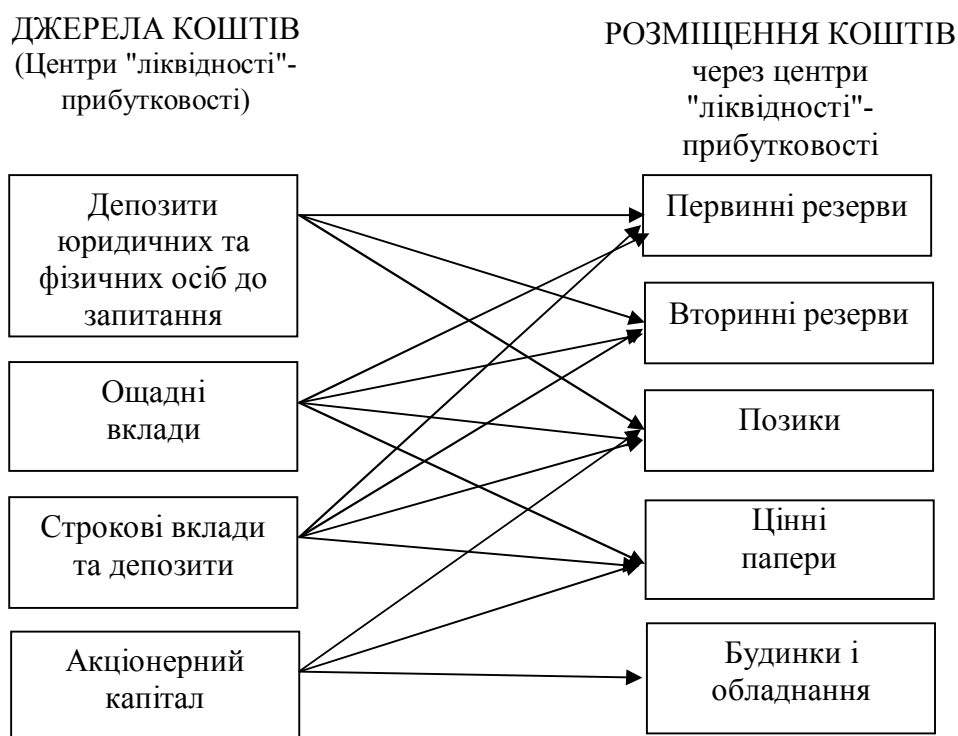 ДЖЕРЕЛА КОШТІВ
(Центри "ліквідності"-
прибутковості)
РОЗМІЩЕННЯ КОШТІВ
через центри
"ліквідності"-
прибутковості
Депозити
юридичних та
фізичних осіб до
запитання
Ощадні
вклади
Строкові вклади
та депозити
Акціонерний
капітал
Первинні резерви
Вторинні резерви
Позики
Цінні
папери
Будинки і
обладнання